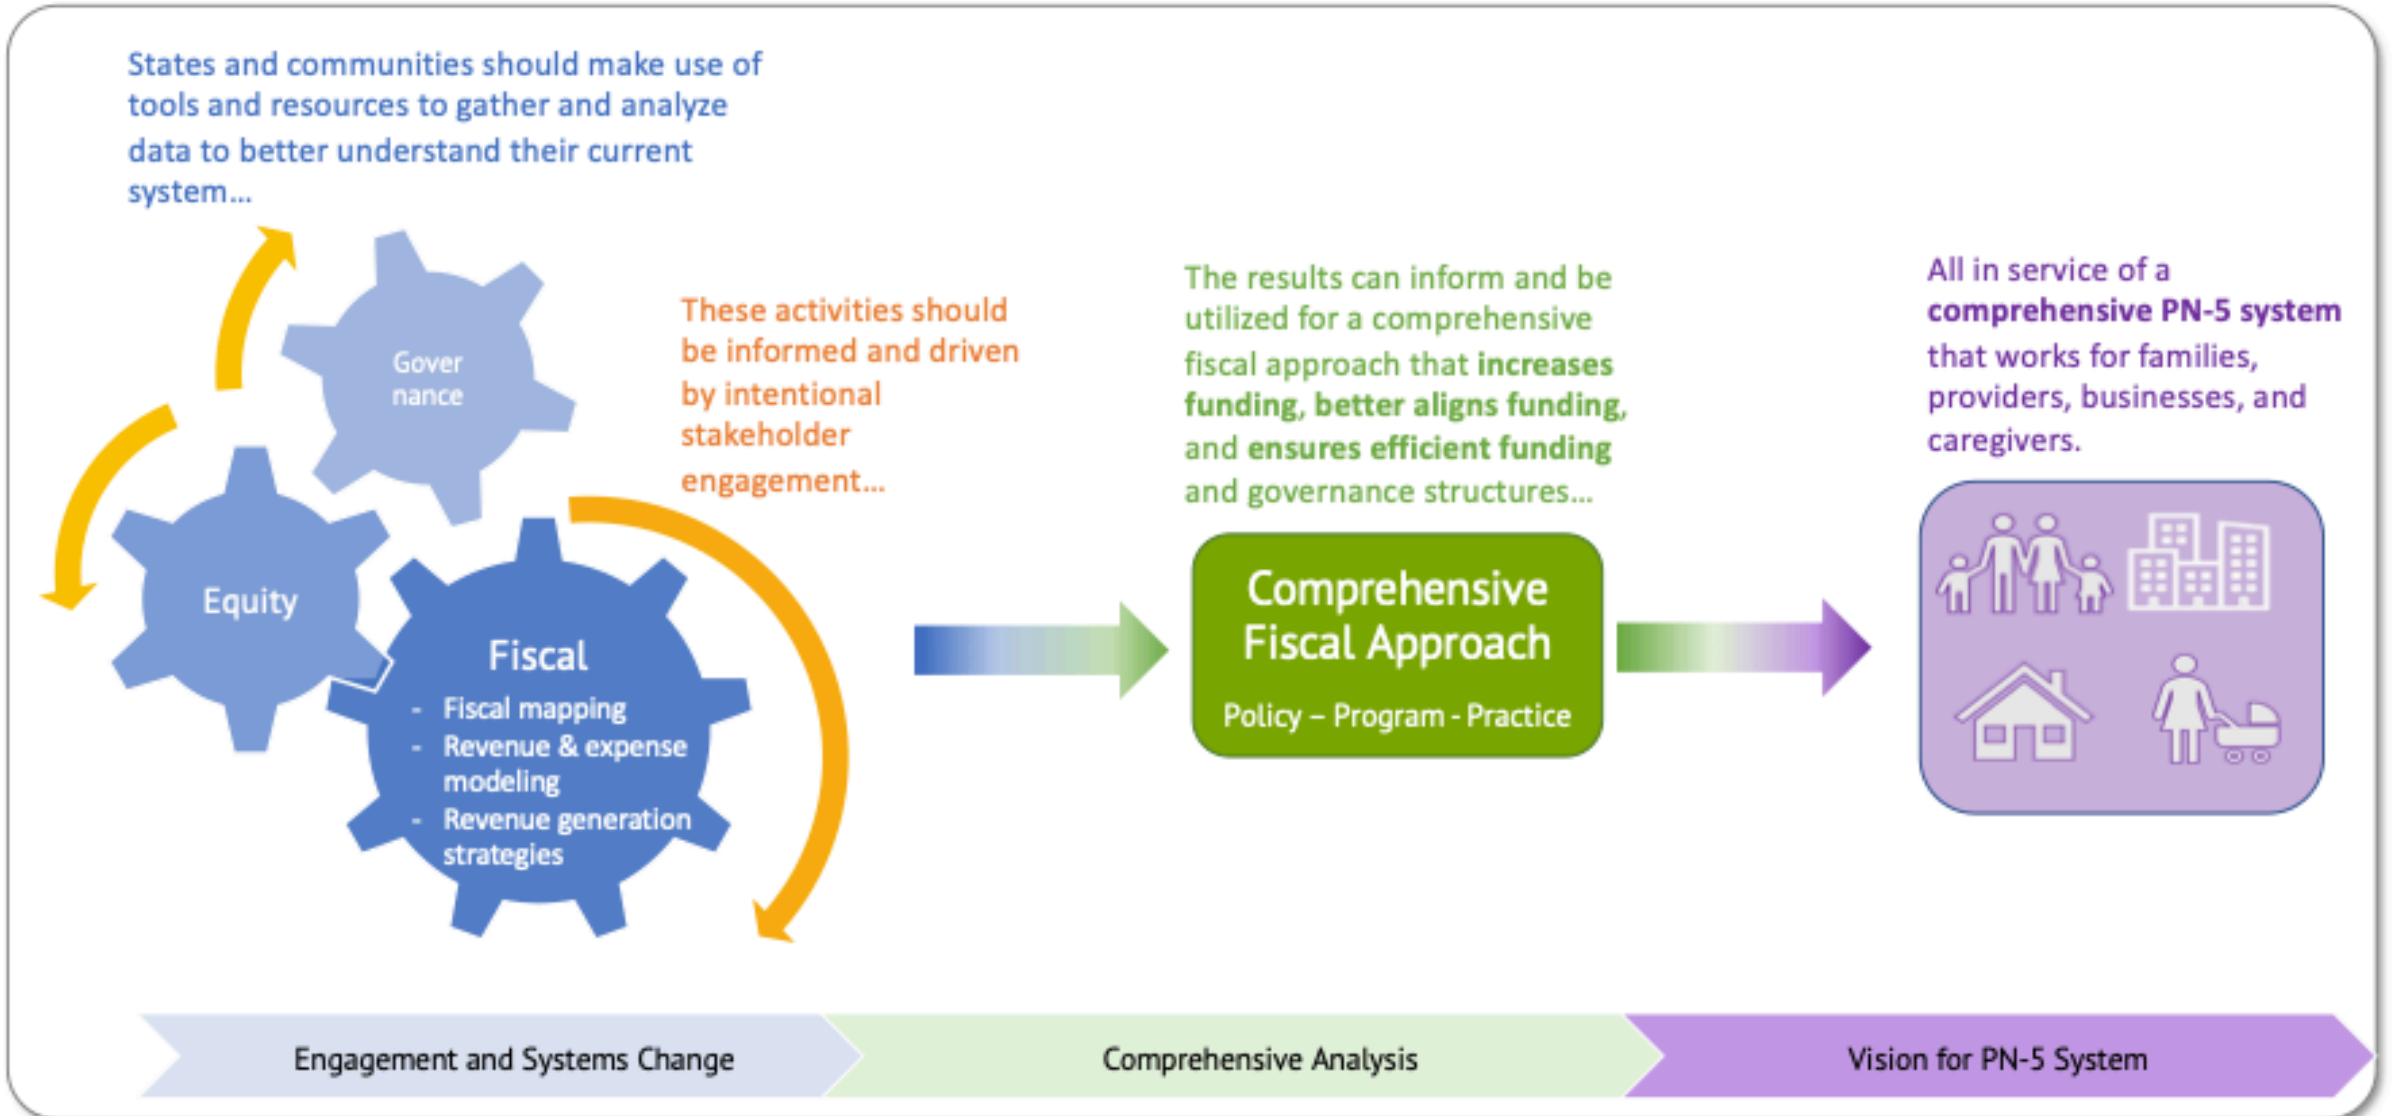 States and communities should make use of
tools and resources to gather and analyze
data to better understand their current
system...
Gover
nance
Equity
Fiscal
- Fiscal mapping
- Revenue & expense
modeling
- Revenue generation
strategies
These activities should
be informed and driven
by intentional
stakeholder
engagement...
The results can inform and be
utilized for a comprehensive
fiscal approach that increases
funding, better aligns funding,
and ensures efficient funding
and governance structures...
Comprehensive
Fiscal Approach
Policy – Program - Practice
All in service of a
comprehensive PN-5 system
that works for families,
providers, businesses, and
caregivers.
Engagement and Systems Change
Comprehensive Analysis
Vision for PN-5 System